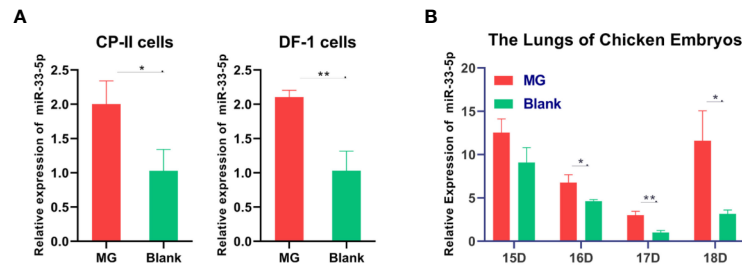 A
CP-II cells
Relative expression of miR-33-5p
2.5
2.0
1.5
1.0
0.5
0.0
*
MG
Blank
DF-1 cells
Relative expression of miR-33-5p
2.5
2.0
1.5
1.0
0.5
0.0
**
MG
Blank
B
The Lungs of Chicken Embryos
Relative Expression of miR-33-5p
20
15
10
5
0
MG
Blank
*
**
*
15D
16D
17D
18D